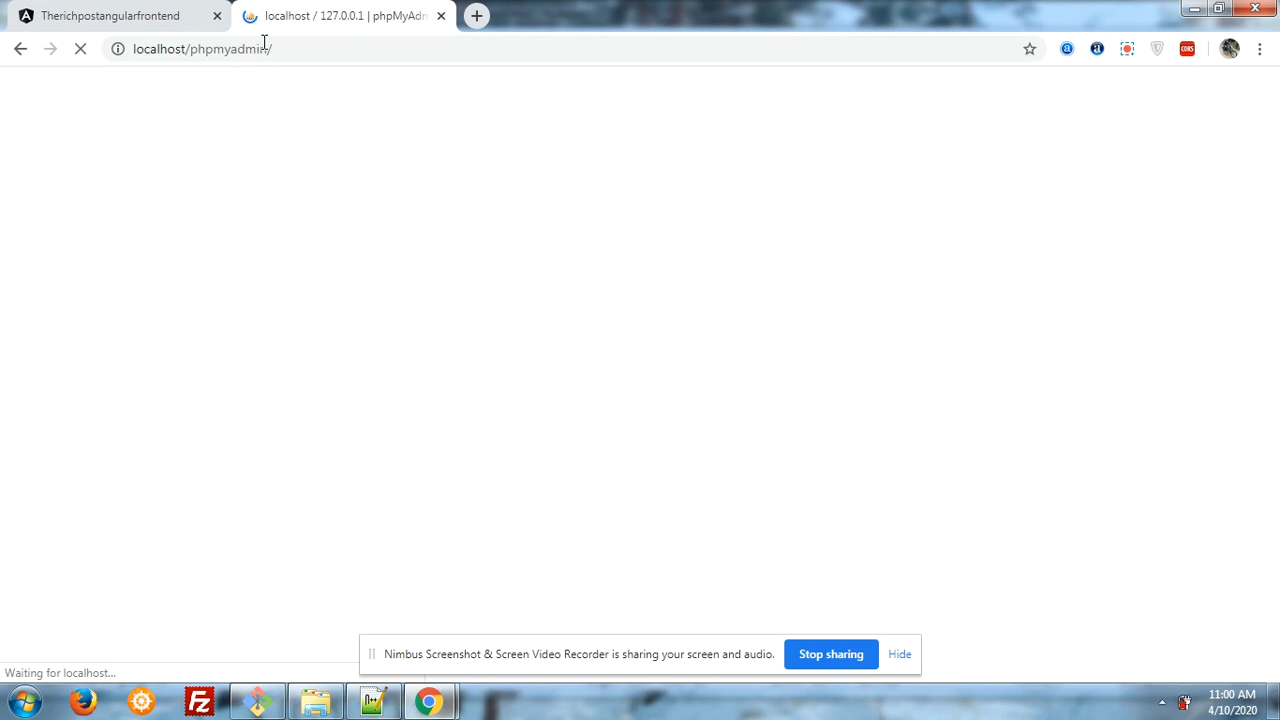 Therichpostangularfrontend
localhost / 127.0.0.1 | phpMyAdm
localhost/phpmyadmin/
CORS
Nimbus Screenshot & Screen Video Recorder is sharing your screen and audio.
Stop sharing
Hide
Waiting for localhost...
11:00 AM
4/10/2020